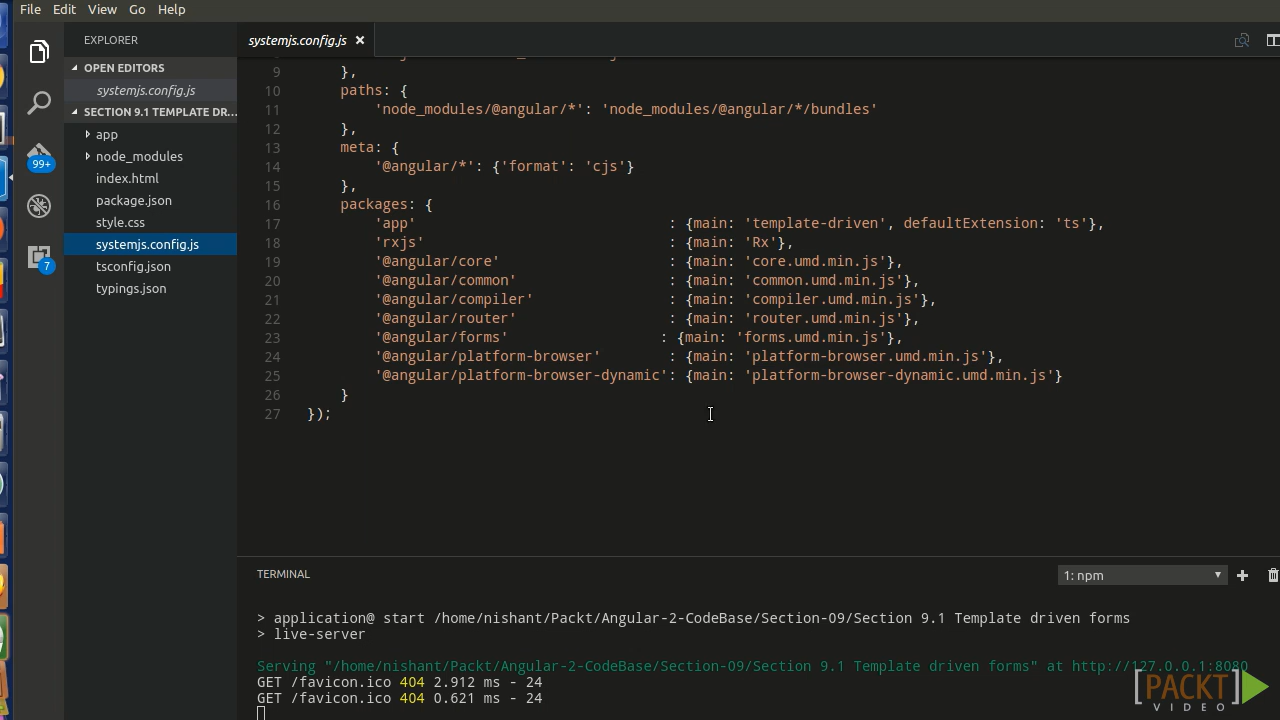 File Edit View Go Help
EXPLORER
OPEN EDITORS
systemjs.config.js
SECTION 9.1 TEMPLATE DR...
app
node_modules
index.html
package.json
style.css
systemjs.config.js
tsconfig.json
typings.json
99+
7
systemjs.config.js ×
9 },
10 paths: {
11 'node_modules/@angular/*': 'node_modules/@angular/*/bundles'
12 },
13 meta: {
14 '@angular/*': {'format': 'cjs'}
15 },
16 packages: {
17 'app' : {main: 'template-driven', defaultExtension: 'ts'},
18 'rxjs' : {main: 'Rx'},
19 '@angular/core' : {main: 'core.umd.min.js'},
20 '@angular/common' : {main: 'common.umd.min.js'},
21 '@angular/compiler' : {main: 'compiler.umd.min.js'},
22 '@angular/router' : {main: 'router.umd.min.js'},
23 '@angular/forms' : {main: 'forms.umd.min.js'},
24 '@angular/platform-browser' : {main: 'platform-browser.umd.min.js'},
25 '@angular/platform-browser-dynamic': {main: 'platform-browser-dynamic.umd.min.js'}
26 }
27 });
TERMINAL
1: npm
> application@ start /home/nishant/Packt/Angular-2-CodeBase/Section-09/Section 9.1 Template driven forms
> live-server
Serving "/home/nishant/Packt/Angular-2-CodeBase/Section-09/Section 9.1 Template driven forms" at http://127.0.0.1:8080
GET /favicon.ico 404 2.912 ms - 24
GET /favicon.ico 404 0.621 ms - 24
[PACKT]
VIDEO